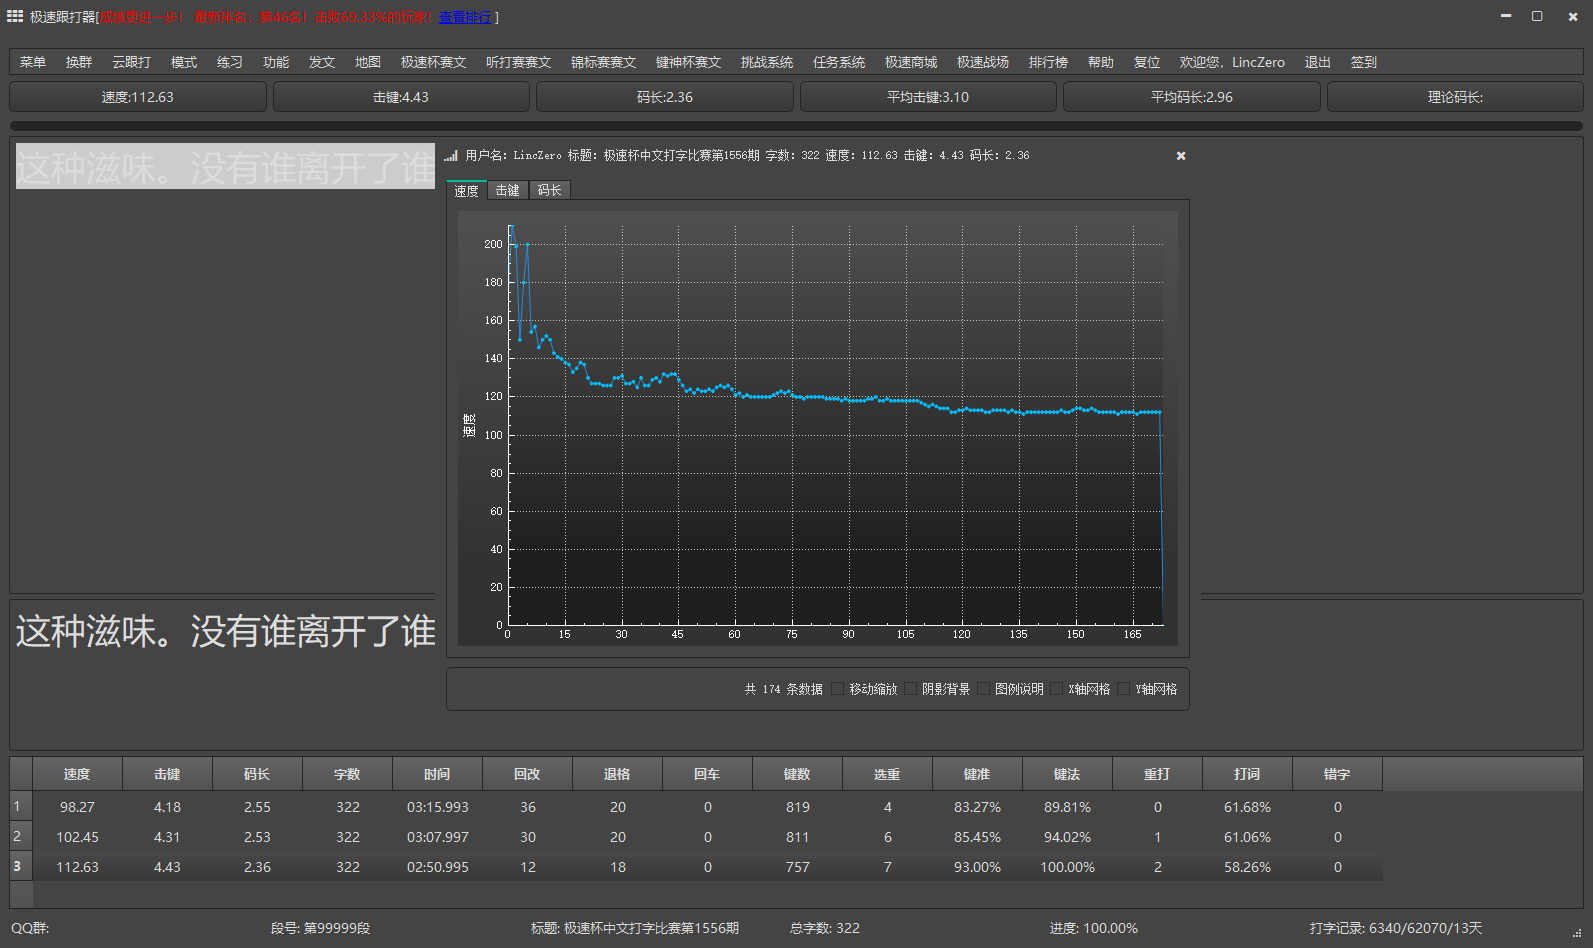 极速跟打器[成绩更进一步! 最新排名: 第46名! 击败69.33%的玩家! 查看排行 ]
菜单 换群 云跟打 模式 练习 功能 发文 地图 极速杯赛文 听打赛赛文 锦标赛赛文 键神杯赛文 挑战系统 任务系统 极速商城 极速战场 排行榜 帮助 复位 欢迎您, LincZero 退出 签到
速度:112.63 击键:4.43 码长:2.36 平均击键:3.10 平均码长:2.96 理论码长:
这种滋味。没有谁离开了谁
用户名: LincZero 标题: 极速杯中文打字比赛第1556期 字数: 322 速度: 112.63 击键: 4.43 码长: 2.36
速度 击键 码长
200
180
160
140
120
100
80
60
40
20
0
速度
0 15 30 45 60 75 90 105 120 135 150 165
共 174 条数据 移动缩放 阴影背景 图例说明 X轴网格 Y轴网格
这种滋味。没有谁离开了谁
速度 击键 码长 字数 时间 回改 退格 回车 键数 选重 键准 键法 重打 打词 错字
1 98.27 4.18 2.55 322 03:15.993 36 20 0 819 4 83.27% 89.81% 0 61.68% 0
2 102.45 4.31 2.53 322 03:07.997 30 20 0 811 6 85.45% 94.02% 1 61.06% 0
3 112.63 4.43 2.36 322 02:50.995 12 18 0 757 7 93.00% 100.00% 2 58.26% 0
QQ群: 段号: 第99999段 标题: 极速杯中文打字比赛第1556期 总字数: 322 进度: 100.00% 打字记录: 6340/62070/13天